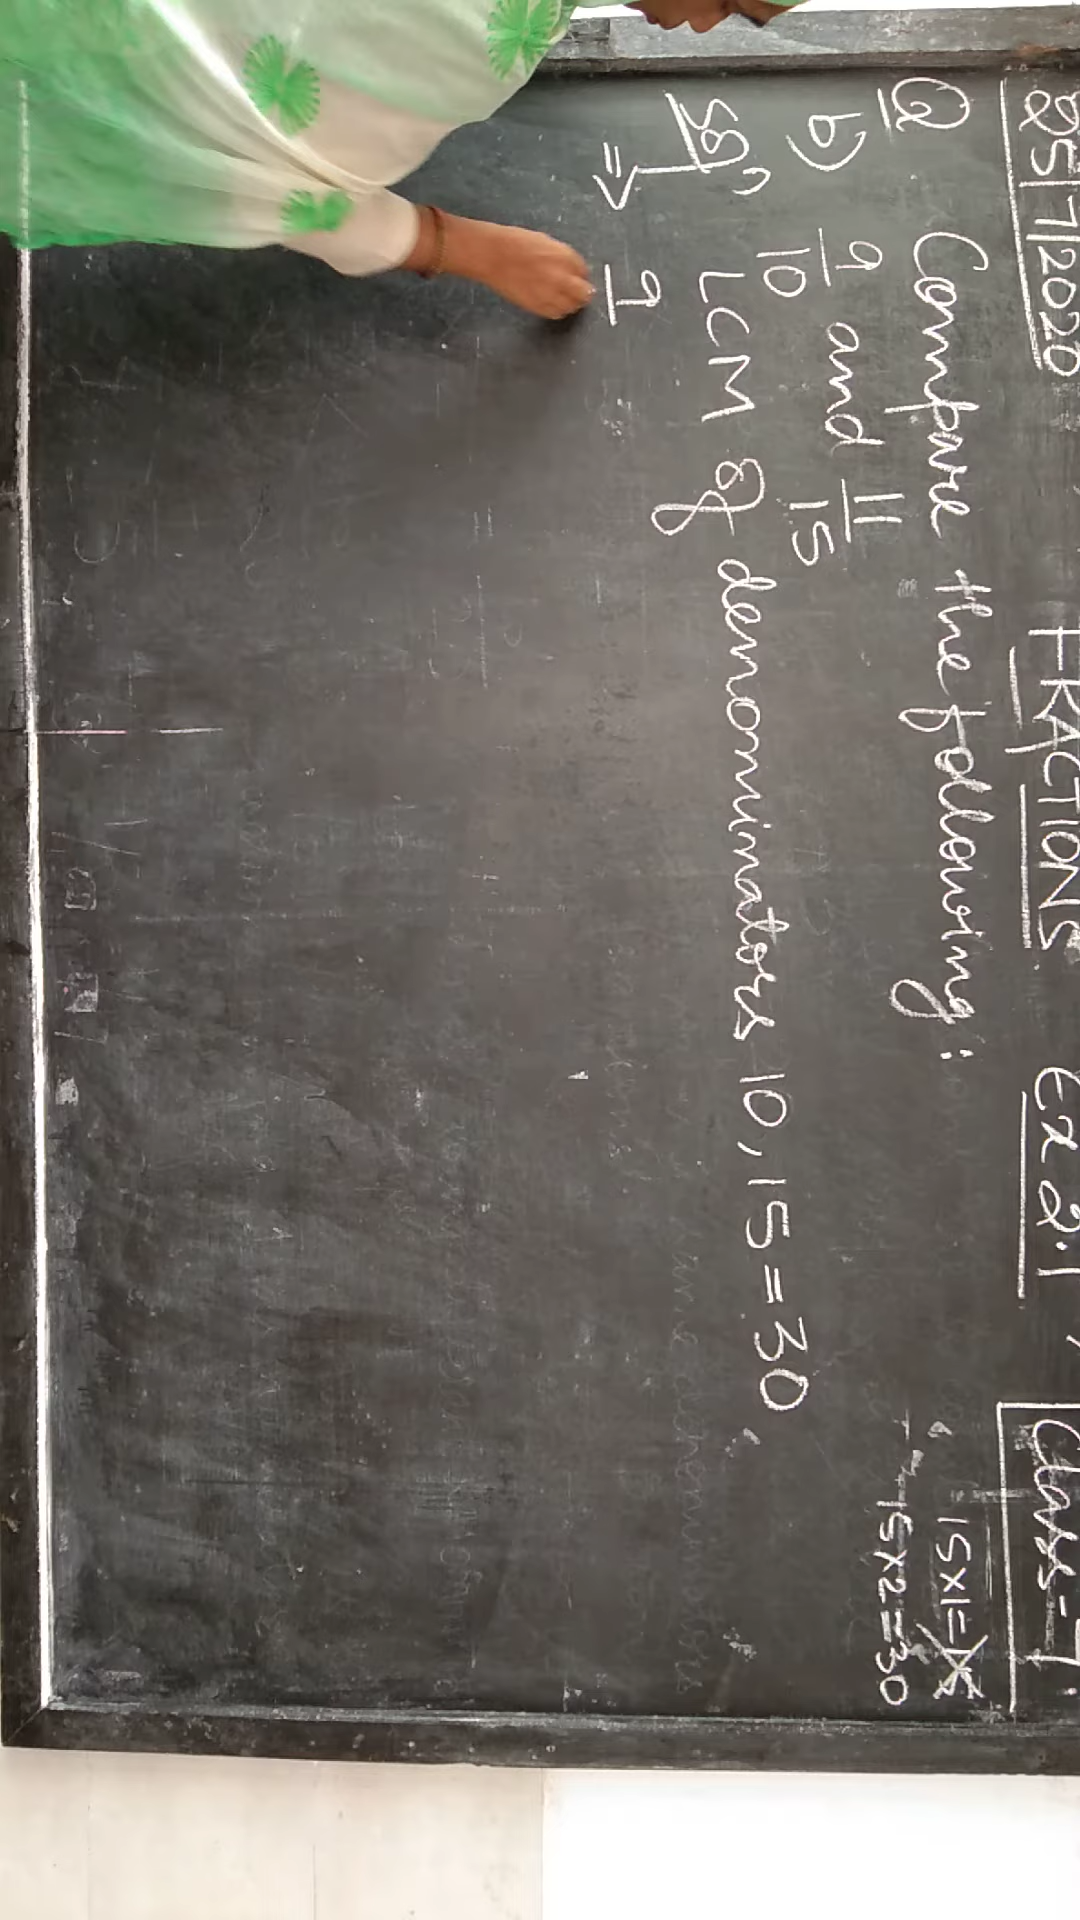 25/7/2020 FRACTIONS Ex 2.1 Class-7
Q Compare the following:
b) 9/10 and 11/15
Sol, LCM of denominators 10, 15 = 30
⇒ 9
15×1=15
15×2=30